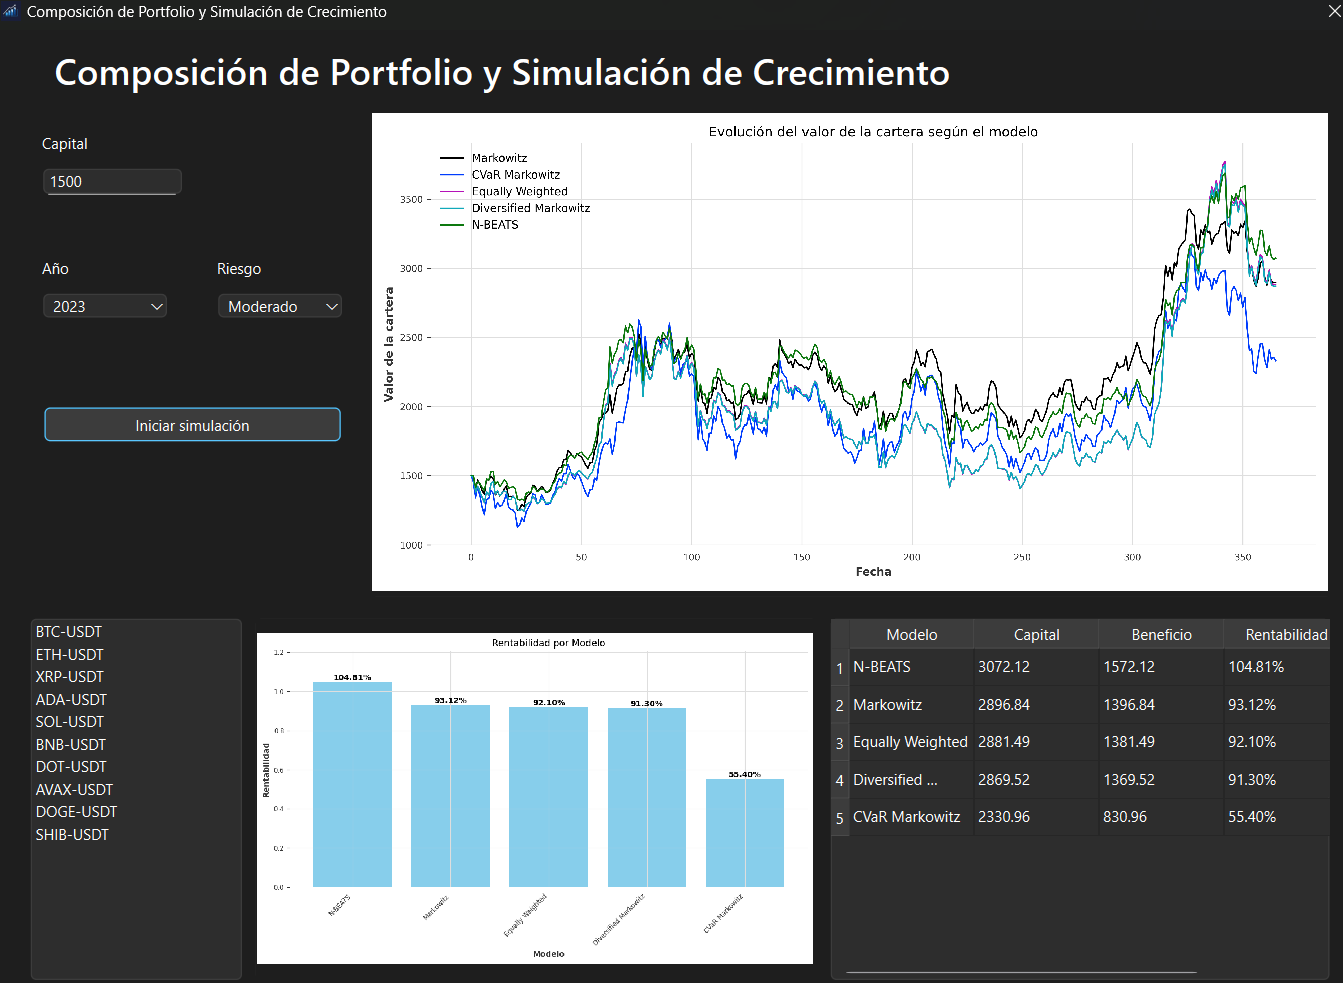 Composición de Portfolio y Simulación de Crecimiento
Composición de Portfolio y Simulación de Crecimiento
Capital
1500
Año
Riesgo
2023
Moderado
Iniciar simulación
Evolución del valor de la cartera según el modelo
Markowitz
CVaR Markowitz
Equally Weighted
Diversified Markowitz
N-BEATS
Valor de la cartera
3500
3000
2500
2000
1500
1000
0 50 100 150 200 250 300 350
Fecha
BTC-USDT
ETH-USDT
XRP-USDT
ADA-USDT
SOL-USDT
BNB-USDT
DOT-USDT
AVAX-USDT
DOGE-USDT
SHIB-USDT
Rentabilidad por Modelo
Rentabilidad
1.2
1.0
0.8
0.6
0.4
0.2
0.0
104.81% 93.12% 92.10% 91.30% 55.40%
N-BEATS Markowitz Equally Weighted Diversified Markowitz CVaR Markowitz
Modelo
Modelo Capital Beneficio Rentabilidad
1 N-BEATS 3072.12 1572.12 104.81%
2 Markowitz 2896.84 1396.84 93.12%
3 Equally Weighted 2881.49 1381.49 92.10%
4 Diversified ... 2869.52 1369.52 91.30%
5 CVaR Markowitz 2330.96 830.96 55.40%